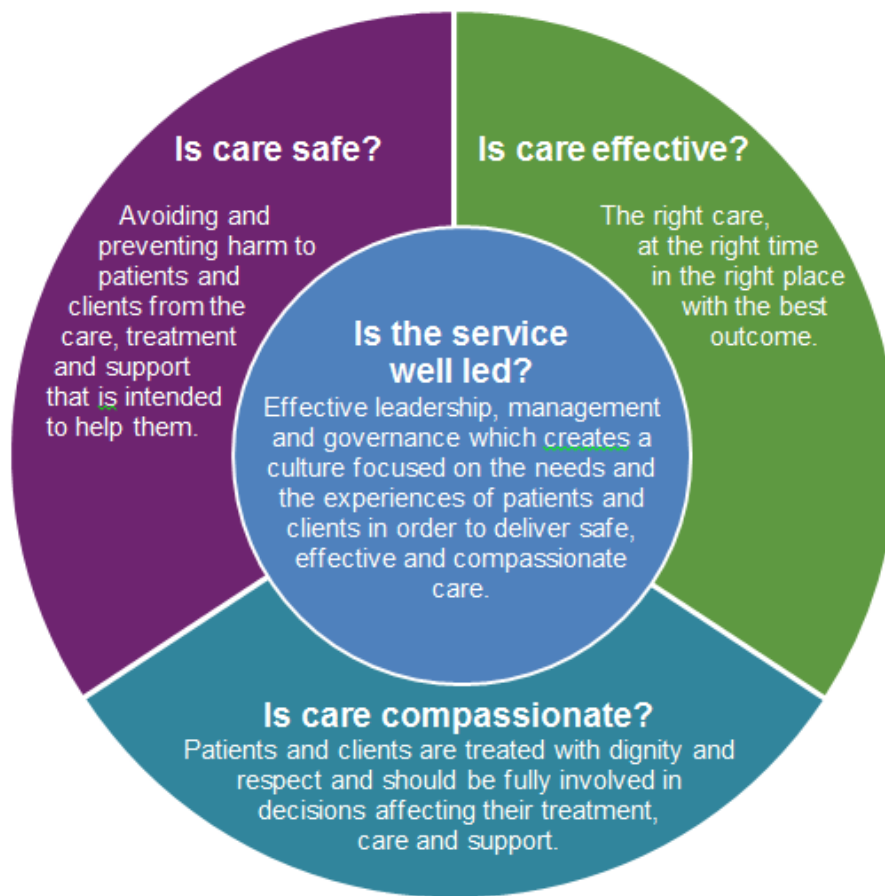 Is care safe?
Avoiding and
preventing harm to
patients and
clients from the
care, treatment
and support
that is intended
to help them.
Is care effective?
The right care,
at the right time
in the right place
with the best
outcome.
Is the service
well led?
Effective leadership, management
and governance which creates a
culture focused on the needs and
the experiences of patients and
clients in order to deliver safe,
effective and compassionate
care.
Is care compassionate?
Patients and clients are treated with dignity and
respect and should be fully involved in
decisions affecting their treatment,
care and support.